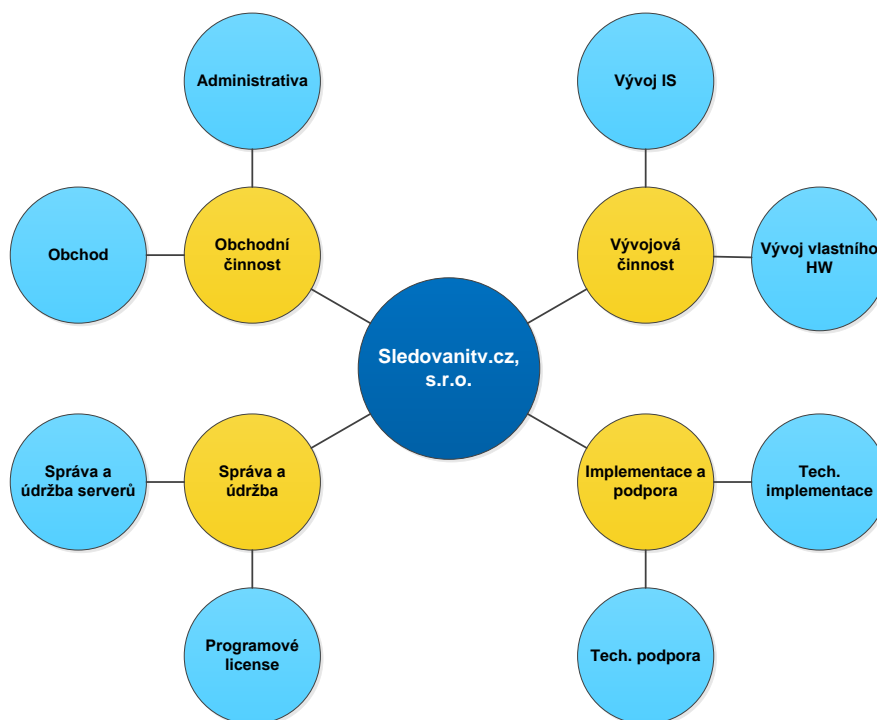 Administrativa
Vývoj IS
Obchod
Obchodní
činnost
Vývojová
činnost
Vývoj vlastního
HW
Sledovanitv.cz,
s.r.o.
Správa a
údržba serverů
Správa a
údržba
Implementace a
podpora
Tech.
implementace
Programové
license
Tech. podpora